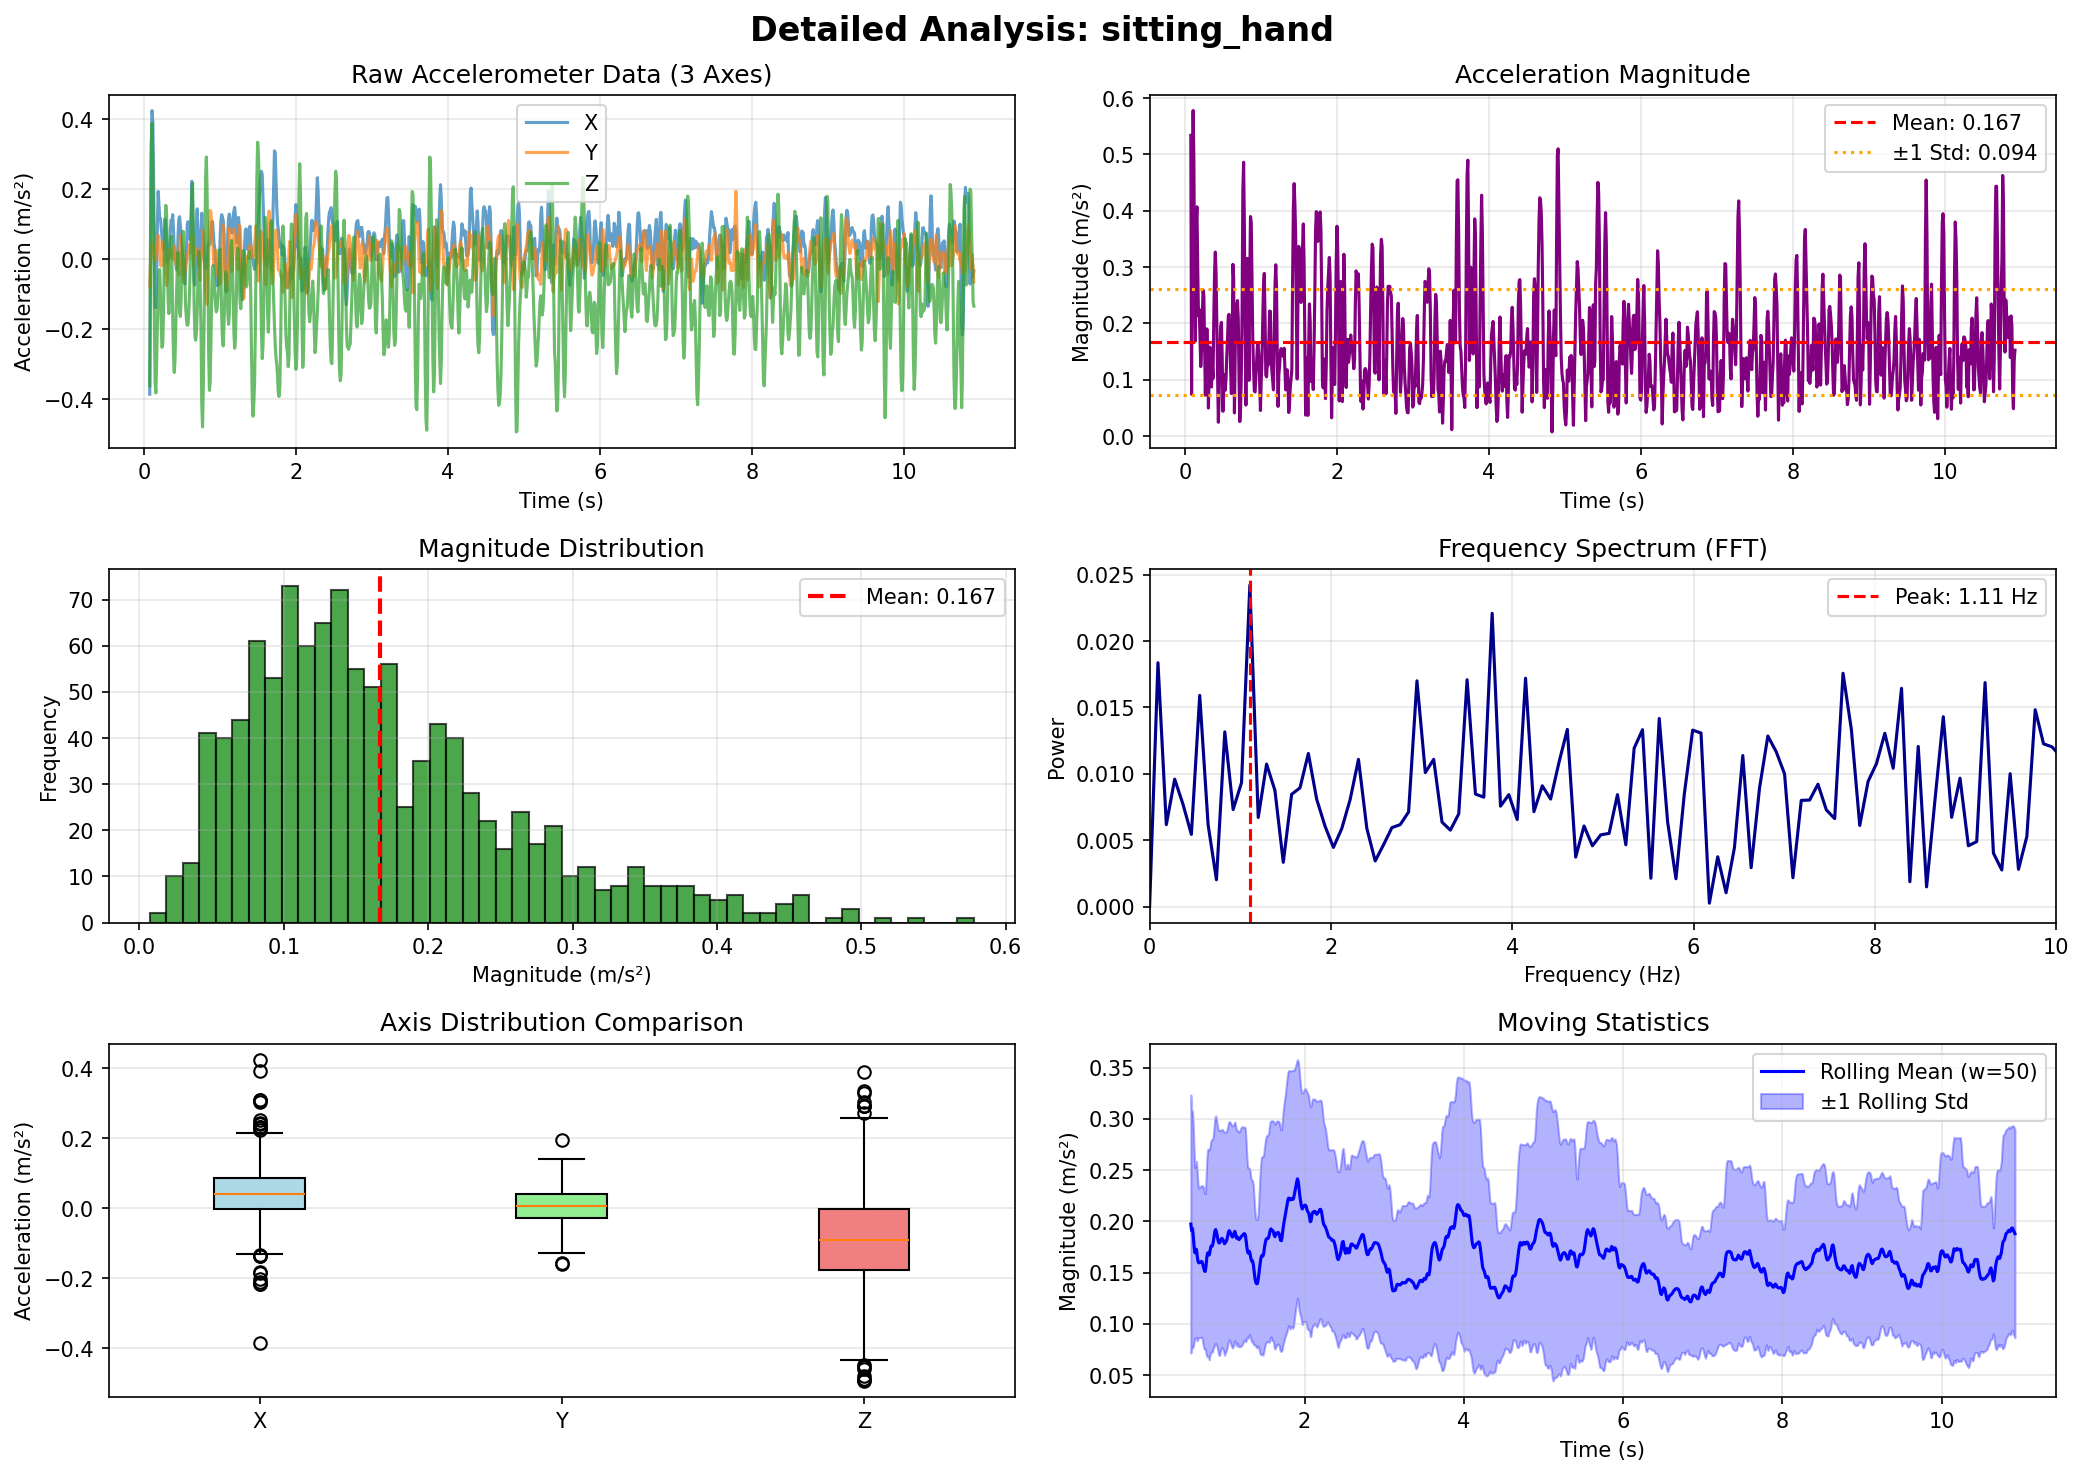 Detailed Analysis: sitting_hand
Raw Accelerometer Data (3 Axes)
Acceleration (m/s²)
0.4
0.2
0.0
−0.2
−0.4
X
Y
Z
0 2 4 6 8 10
Time (s)
Acceleration Magnitude
Magnitude (m/s²)
0.6
0.5
0.4
0.3
0.2
0.1
0.0
Mean: 0.167
±1 Std: 0.094
0 2 4 6 8 10
Time (s)
Magnitude Distribution
Frequency
70
60
50
40
30
20
10
0
Mean: 0.167
0.0 0.1 0.2 0.3 0.4 0.5 0.6
Magnitude (m/s²)
Frequency Spectrum (FFT)
Power
0.025
0.020
0.015
0.010
0.005
0.000
Peak: 1.11 Hz
0 2 4 6 8 10
Frequency (Hz)
Axis Distribution Comparison
Acceleration (m/s²)
0.4
0.2
0.0
−0.2
−0.4
X Y Z
Moving Statistics
Magnitude (m/s²)
0.35
0.30
0.25
0.20
0.15
0.10
0.05
Rolling Mean (w=50)
±1 Rolling Std
2 4 6 8 10
Time (s)